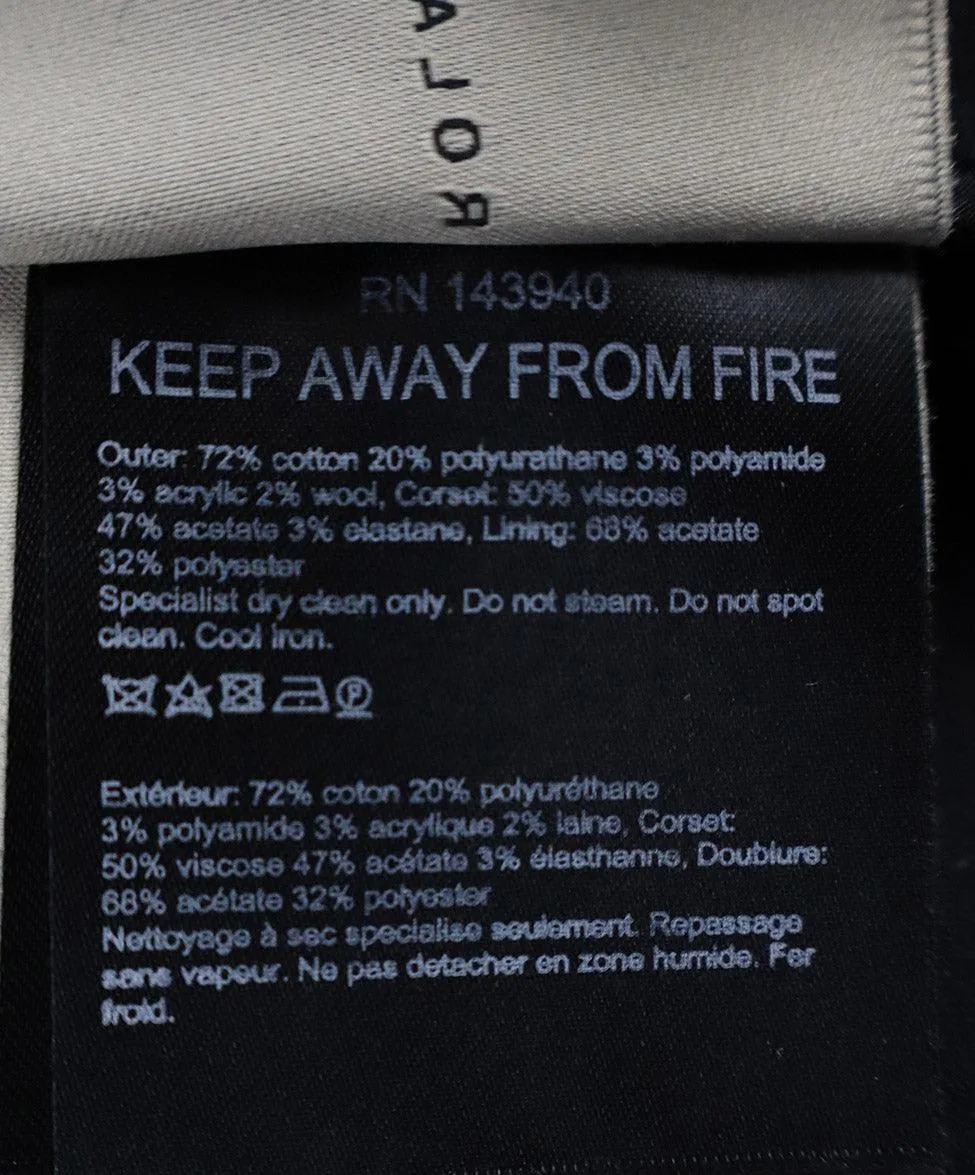 ROLA
RN 143940
KEEP AWAY FROM FIRE
Outer: 72% cotton 20% polyurathane 3% polyamide
3% acrylic 2% wool, Corset: 50% viscose
47% acetate 3% elastane, Lining: 68% acetate
32% polyester
Specialist dry clean only. Do not steam. Do not spot
clean. Cool iron.
P
Extérieur: 72% coton 20% polyuréthane
3% polyamide 3% acrylique 2% laine, Corset:
50% viscose 47% acétate 3% élasthanne, Doublure:
68% acétate 32% polyester
Nettoyage à sec specialise seulement. Repassage
sans vapeur. Ne pas detacher en zone humide. Fer
froid.